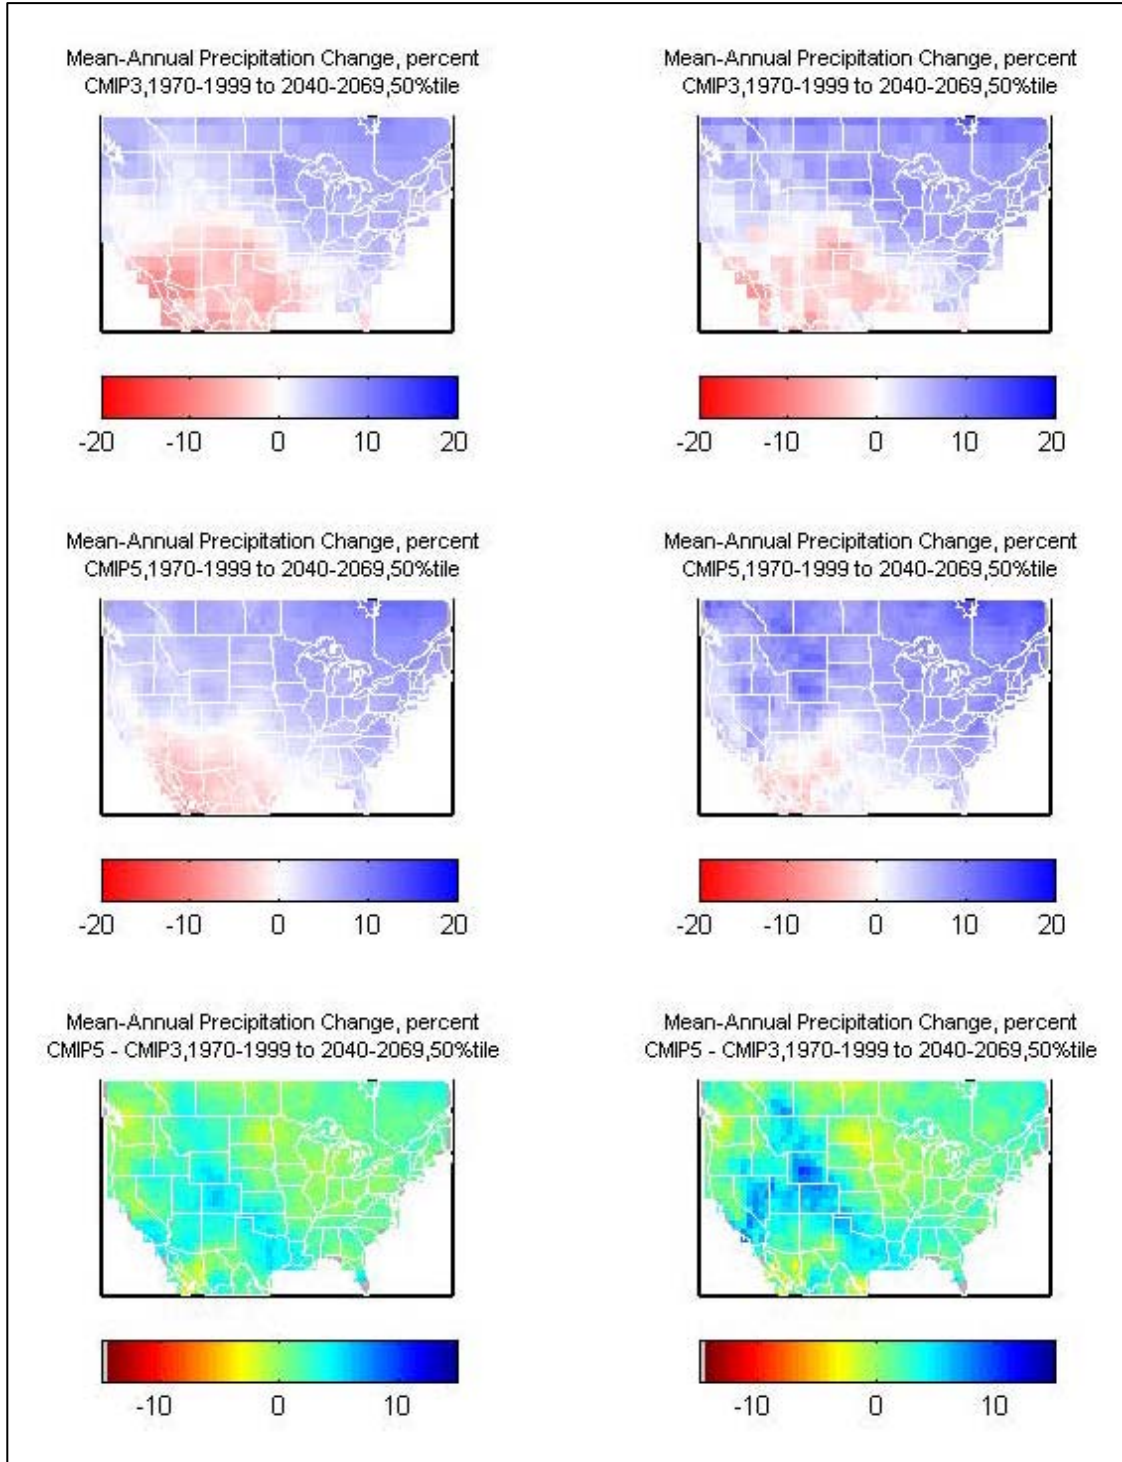 Mean-Annual Precipitation Change, percent
CMIP3,1970-1999 to 2040-2069,50%tile
-20 -10 0 10 20
Mean-Annual Precipitation Change, percent
CMIP3,1970-1999 to 2040-2069,50%tile
-20 -10 0 10 20
Mean-Annual Precipitation Change, percent
CMIP5,1970-1999 to 2040-2069,50%tile
-20 -10 0 10 20
Mean-Annual Precipitation Change, percent
CMIP5,1970-1999 to 2040-2069,50%tile
-20 -10 0 10 20
Mean-Annual Precipitation Change, percent
CMIP5 - CMIP3,1970-1999 to 2040-2069,50%tile
-10 0 10
Mean-Annual Precipitation Change, percent
CMIP5 - CMIP3,1970-1999 to 2040-2069,50%tile
-10 0 10